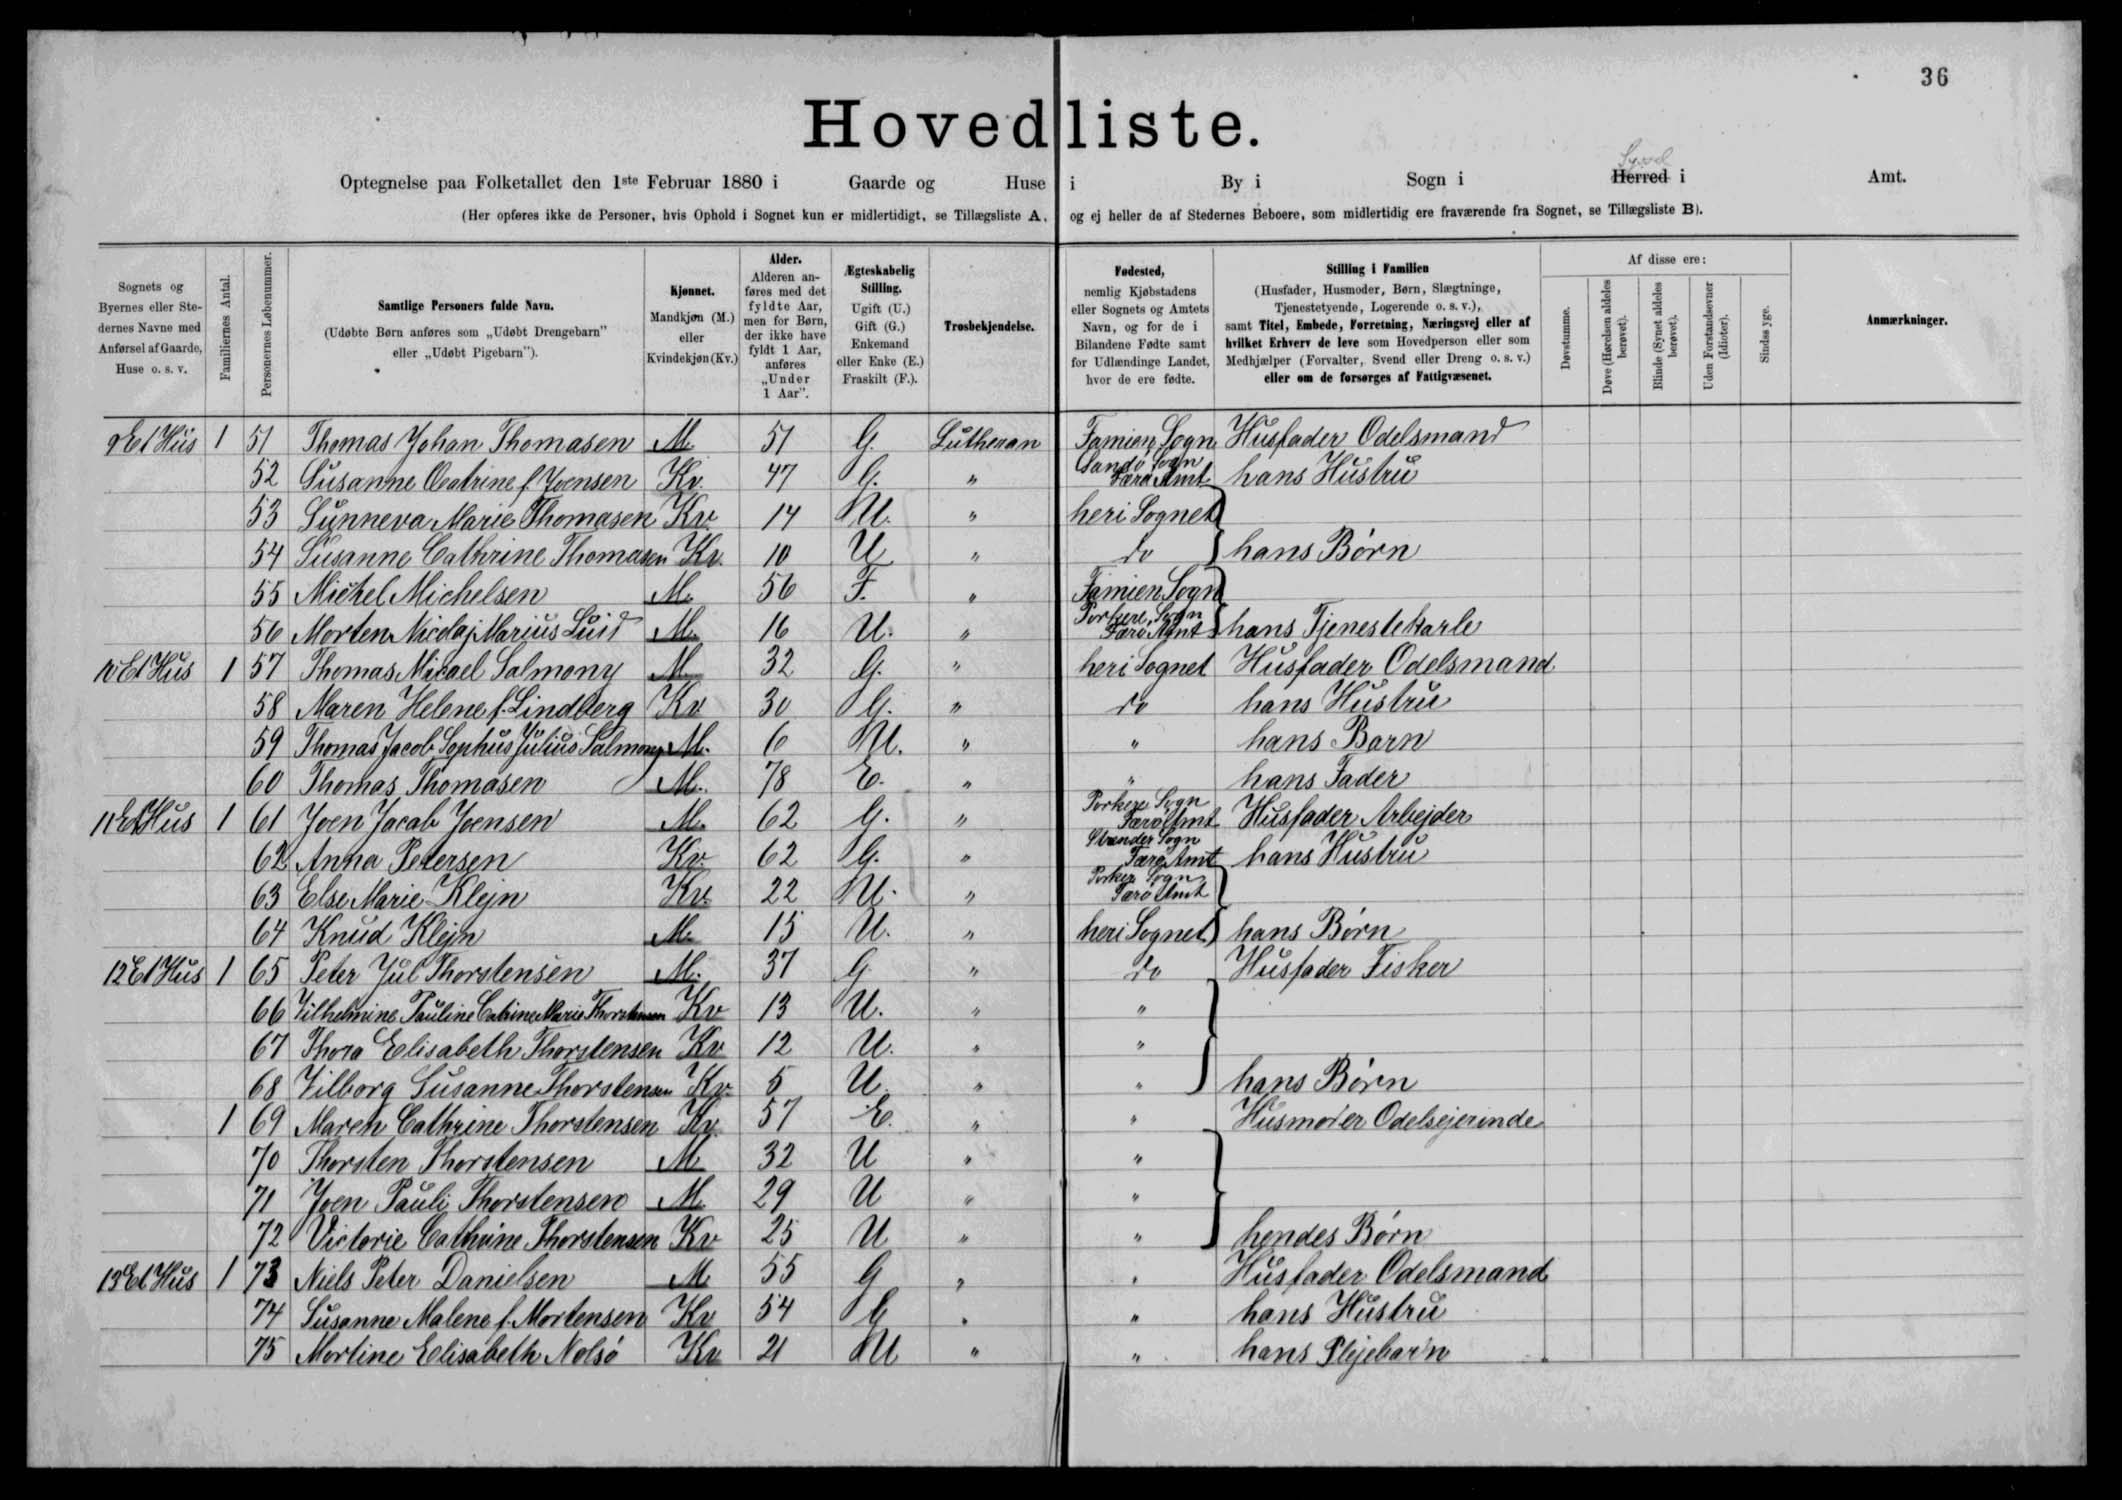 36
Hovedliste.
Syssel
Optegnelse paa Folketallet den 1ste Februar 1880 i Gaarde og Huse i By i Sogn i Herred i Amt.
(Her opføres ikke de Personer, hvis Ophold i Sognet kun er midlertidigt, se Tillægsliste A, og ej heller de af Stedernes Beboere, som midlertidig ere fraværende fra Sognet, se Tillægsliste B).
Sognets og Byernes eller Stedernes Navne med Anførsel af Gaarde, Huse o. s. v.
Familiernes Antal.
Personernes Løbenummer.
Samtlige Personers fulde Navn.
(Udøbte Børn anføres som „Udøbt Drengebarn" eller „Udøbt Pigebarn").
Kjønnet.
Mandkjøn (M.) eller Kvindekjøn (Kv.)
Alder.
Alderen anføres med det fyldte Aar, men for Børn, der ikke have fyldt 1 Aar, anføres „Under 1 Aar".
Ægteskabelig Stilling.
Ugift (U.) Gift (G.) Enkemand eller Enke (E.) Fraskilt (F.).
Trosbekjendelse.
Fødested,
nemlig Kjøbstadens eller Sognets og Amtets Navn, og for de i Bilandene Fødte samt for Udlændinge Landet, hvor de ere fødte.
Stilling i Familien
(Husfader, Husmoder, Børn, Slægtninge, Tjenestetyende, Logerende o. s. v.),
samt Titel, Embede, Forretning, Næringsvej eller af hvilket Erhverv de leve som Hovedperson eller som Medhjælper (Forvalter, Svend eller Dreng o. s. v.) eller om de forsørges af Fattigvæsenet.
Af disse ere:
Døvstumme.
Døve (Hørelsen aldeles berøvet).
Blinde (Synet aldeles berøvet).
Uden Forstandsevner (Idioter).
Sindssyge.
Anmærkninger.
9 Et Hus 1 51 Thomas Johan Thomasen M. 51 G. Lutheran Famien Sogn Husfader Odelsmand
52 Susanne Catrine f. Joensen Kv. 47 G. " Sandø Sogn Færø Amt hans Hustru
53 Sunneva Marie Thomasen Kv. 14 U. " heri Sognet
54 Susanne Cathrine Thomasen Kv. 10 U " do hans Børn
55 Mickel Michelsen M. 56 F. " Famien Sogn
56 Morten Nicolaj Marius Luid M. 16 U. " Porkere Sogn Færø Amt hans Tjenestekarle
10 Et Hus 1 57 Thomas Micael Salmony M 32 G. " heri Sognet Husfader Odelsmand
58 Maren Helene f. Lindberg Kv 30 G. " do hans Hustru
59 Thomas Jacob Sophus Julius Salmony M. 6 U. " " hans Barn
60 Thomas Thomasen M. 78 E. " " hans Fader
11 Et Hus 1 61 Joen Jacob Joensen M. 62 G. " Porkere Sogn Færø Amt Husfader Arbejder
62 Anna Petersen Kv. 62 G. " Strender Sogn Færø Amt hans Hustru
63 Else Marie Klejn Kv. 22 U. " Porkere Sogn Færø Amt
64 Knud Klejn M. 15 U. " heri Sognet hans Børn
12 Et Hus 1 65 Peter Jul Thorstensen M. 37 G " do Husfader Fisker
66 Vilhelmine Pauline Catrine Marie Thorstensen Kv 13 U. " "
67 Thora Elisabeth Thorstensen Kv 12 U. " "
68 Vilborg Susanne Thorstensen Kv. 5 U. " " hans Børn
1 69 Maren Cathrine Thorstensen Kv. 57 E. " " Husmoder Odelsejerinde
70 Thorsten Thorstensen M 32 U " "
71 Joen Pauli Thorstensen M. 29 U " "
72 Victorie Cathrine Thorstensen Kv 25 U " " hendes Børn
13 Et Hus 1 73 Niels Peter Danielsen M 55 G " " Husfader Odelsmand
74 Susanne Malene f. Mortensen Kv 54 G " " hans Hustru
75 Mortine Elisabeth Nolsö Kv 21 U " " hans Plejebarn